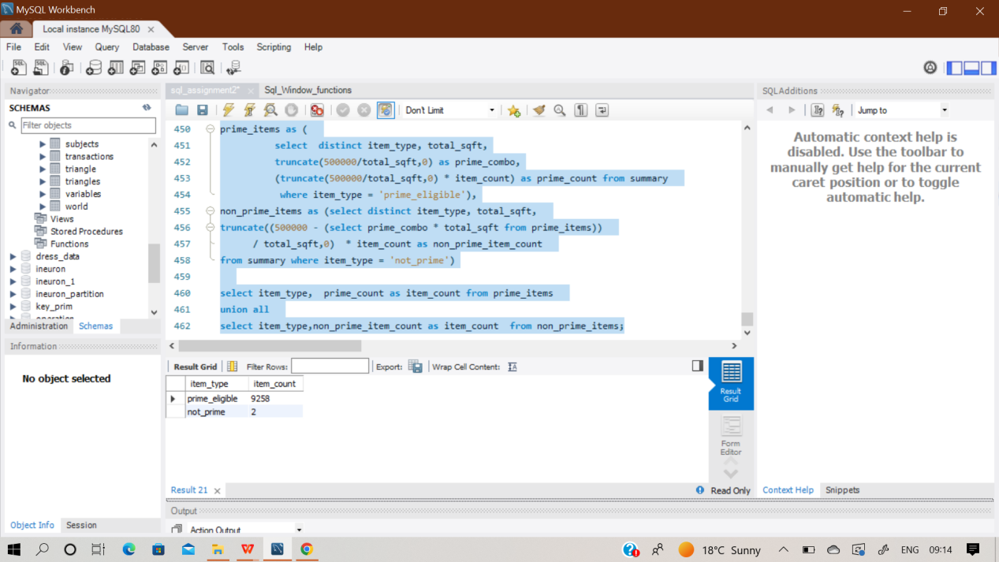 MySQL Workbench
Local instance MySQL80
File Edit View Query Database Server Tools Scripting Help
Navigator
SCHEMAS
Filter objects
subjects
transactions
triangle
triangles
variables
world
Views
Stored Procedures
Functions
dress_data
ineuron
ineuron_1
ineuron_partition
key_prim
operation
Administration Schemas
Information
No object selected
Object Info Session
sql_assignment2* Sql_Window_functions
Don't Limit
450 prime_items as (
451 select distinct item_type, total_sqft,
452 truncate(500000/total_sqft,0) as prime_combo,
453 (truncate(500000/total_sqft,0) * item_count) as prime_count from summary
454 where item_type = 'prime_eligible'),
455 non_prime_items as (select distinct item_type, total_sqft,
456 truncate((500000 - (select prime_combo * total_sqft from prime_items))
457 / total_sqft,0) * item_count as non_prime_item_count
458 from summary where item_type = 'not_prime')
459
460 select item_type, prime_count as item_count from prime_items
461 union all
462 select item_type,non_prime_item_count as item_count from non_prime_items;
Result Grid Filter Rows: Export: Wrap Cell Content:
item_type item_count
prime_eligible 9258
not_prime 2
Result Grid
Form Editor
Result 21
Read Only
Output
Action Output
SQLAdditions
Jump to
Automatic context help is
disabled. Use the toolbar to
manually get help for the current
caret position or to toggle
automatic help.
Context Help Snippets
18°C Sunny
ENG 09:14